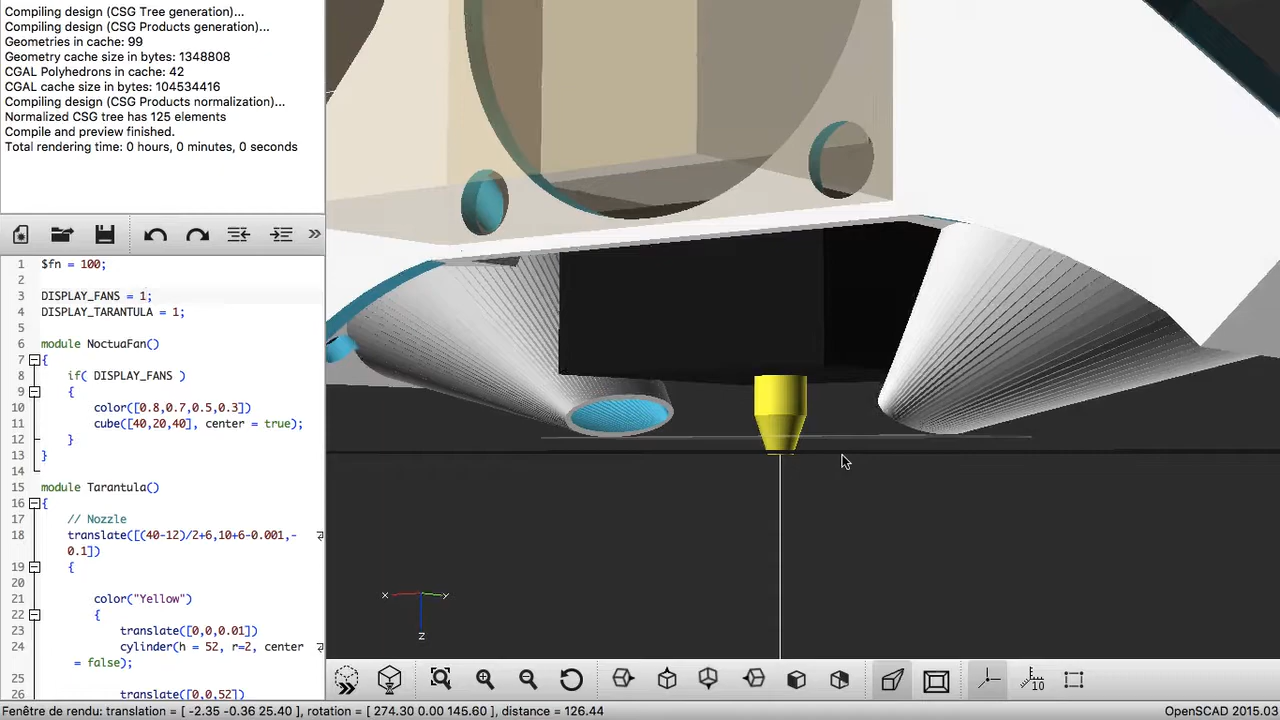 Compiling design (CSG Tree generation)...
Compiling design (CSG Products generation)...
Geometries in cache: 99
Geometry cache size in bytes: 1348808
CGAL Polyhedrons in cache: 42
CGAL cache size in bytes: 104534416
Compiling design (CSG Products normalization)...
Normalized CSG tree has 125 elements
Compile and preview finished.
Total rendering time: 0 hours, 0 minutes, 0 seconds
1 $fn = 100;
2
3 DISPLAY_FANS = 1;
4 DISPLAY_TARANTULA = 1;
5
6 module NoctuaFan()
7 {
8 if( DISPLAY_FANS )
9 {
10 color([0.8,0.7,0.5,0.3])
11 cube([40,20,40], center = true);
12 }
13 }
14
15 module Tarantula()
16 {
17 // Nozzle
18 translate([(40-12)/2+6,10+6-0.001,-
0.1])
19 {
20
21 color("Yellow")
22 {
23 translate([0,0,0.01])
24 cylinder(h = 52, r=2, center
= false);
25
26 translate([0,0,52])
X Y
Z
10
Fenêtre de rendu: translation = [ -2.35 -0.36 25.40 ], rotation = [ 274.30 0.00 145.60 ], distance = 126.44
OpenSCAD 2015.03